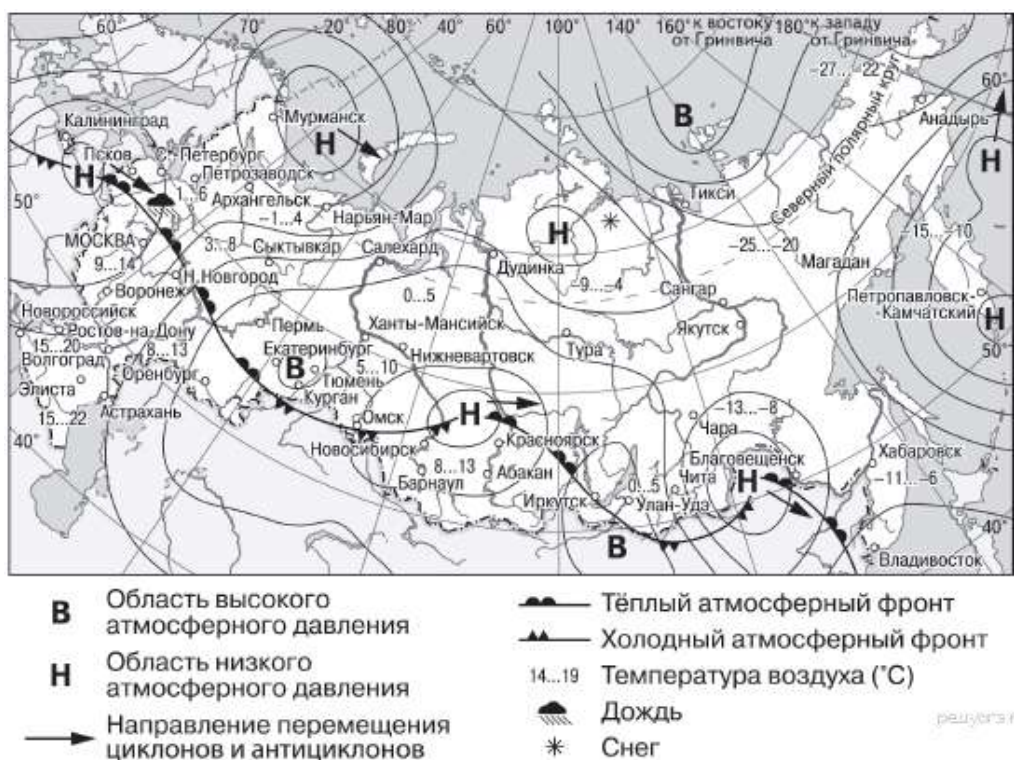 60° 50° 40° 60° 80° 100° 140° 160° к востоку 180° к западу
от Гринвича от Гринвича
-27...-22
60°
Северный полярный круг
Анадырь
В
Мурманск
Калининград
Н
Н
Псков
С.-Петербург
Н
1...6
Петрозаводск
50°
Архангельск
-1...4
Нарьян-Мар
Тикси
Н
-15...-10
МОСКВА
3...8
Сыктывкар
Салехард
-25...-20
Магадан
9...14
Н.Новгород
Дудинка
-9...-4
Сангар
Воронеж
0...5
Петропавловск-
-Камчатский
Н
Новороссийск
Ростов-на-Дону
Пермь
Ханты-Мансийск
Якутск
50°
15...20
Волгоград
8...13
Екатеринбург
Нижневартовск
Тура
В
5...10
Оренбург
Тюмень
Элиста
Курган
-13...-8
15...22
Астрахань
Омск
Н
Чара
40°
Новосибирск
Красноярск
Благовещенск
Хабаровск
8...13
Барнаул
Абакан
0...5
Чита
Н
-11...-6
Иркутск
Улан-Удэ
40°
В
Владивосток
В Область высокого
атмосферного давления
Н Область низкого
атмосферного давления
Направление перемещения
циклонов и антициклонов
Тёплый атмосферный фронт
Холодный атмосферный фронт
14...19 Температура воздуха (°С)
Дождь
Снег